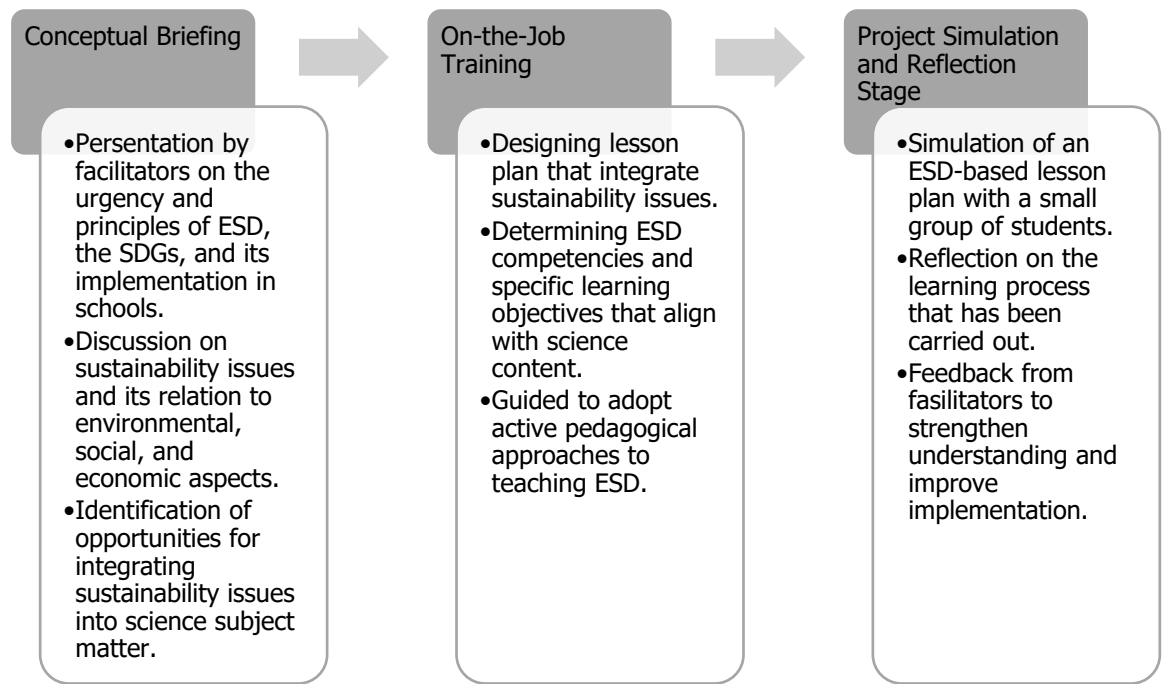 Conceptual Briefing
•Persentation by
facilitators on the
urgency and
principles of ESD,
the SDGs, and its
implementation in
schools.
•Discussion on
sustainability issues
and its relation to
environmental,
social, and
economic aspects.
•Identification of
opportunities for
integrating
sustainability issues
into science subject
matter.
On-the-Job
Training
•Designing lesson
plan that integrate
sustainability issues.
•Determining ESD
competencies and
specific learning
objectives that align
with science
content.
•Guided to adopt
active pedagogical
approaches to
teaching ESD.
Project Simulation
and Reflection
Stage
•Simulation of an
ESD-based lesson
plan with a small
group of students.
•Reflection on the
learning process
that has been
carried out.
•Feedback from
fasilitators to
strengthen
understanding and
improve
implementation.